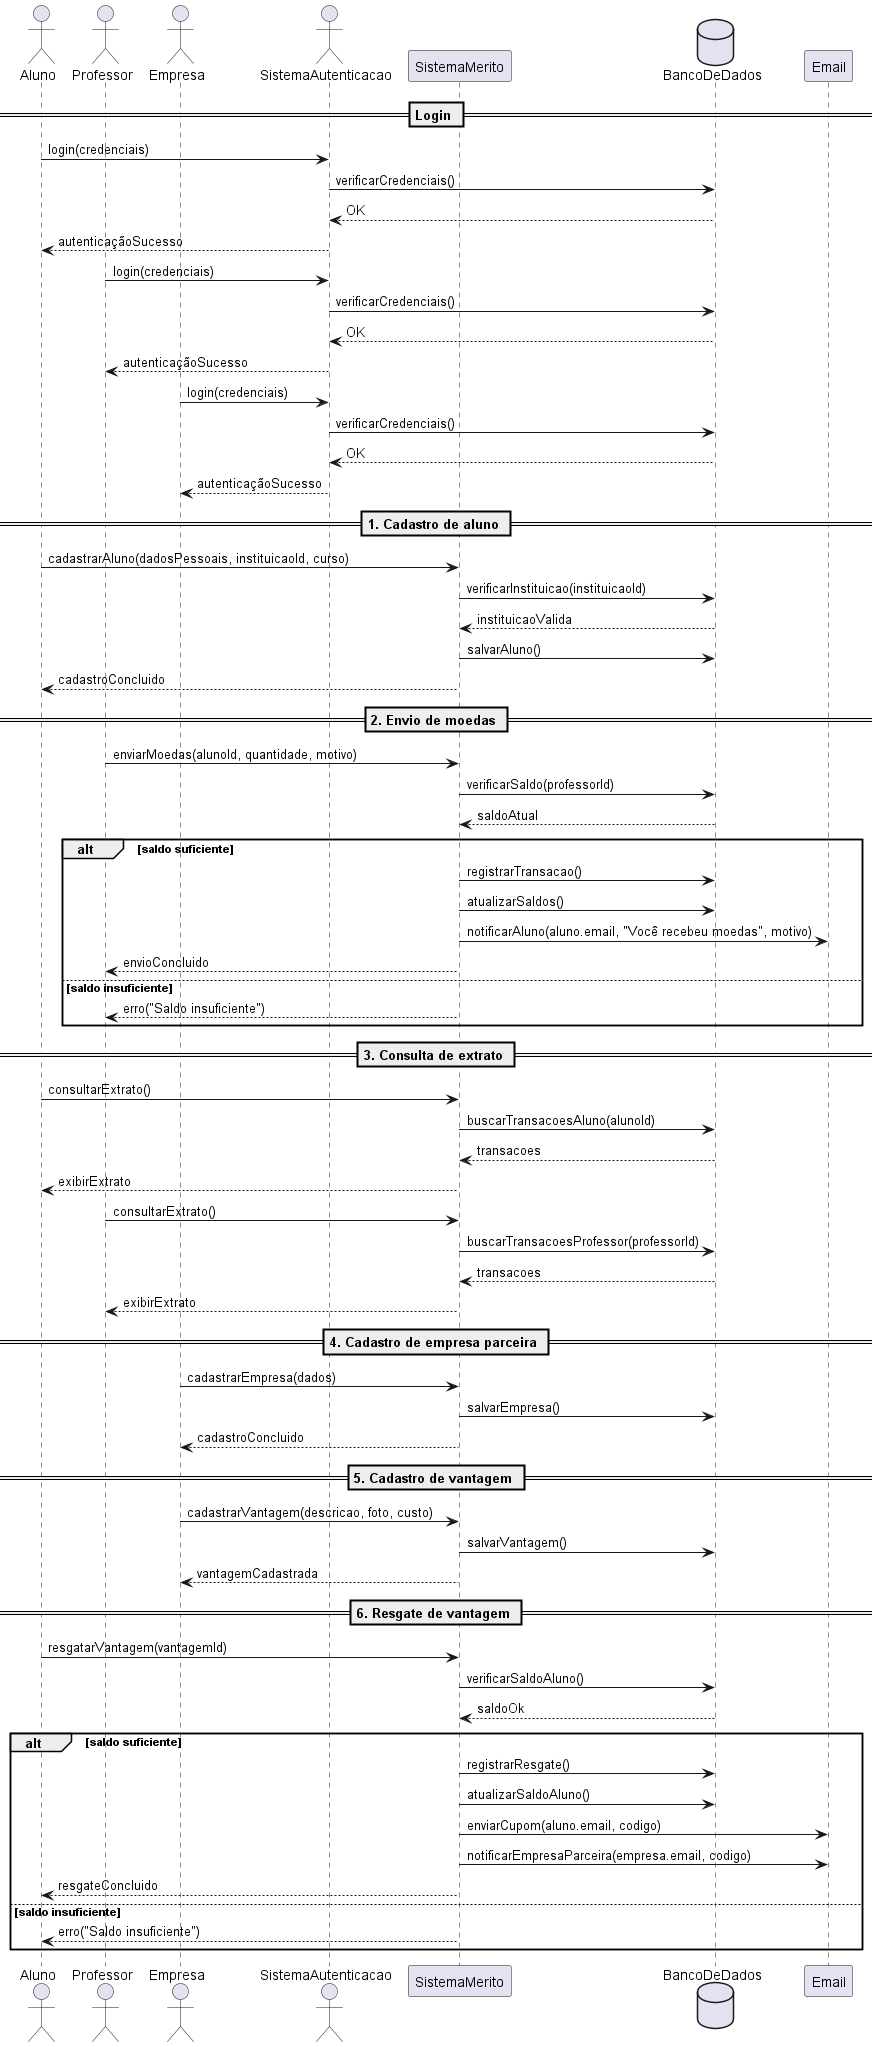 Aluno Professor Empresa SistemaAutenticacao SistemaMerito BancoDeDados Email
Login
login(credenciais)
verificarCredenciais()
OK
autenticaçãoSucesso
login(credenciais)
verificarCredenciais()
OK
autenticaçãoSucesso
login(credenciais)
verificarCredenciais()
OK
autenticaçãoSucesso
1. Cadastro de aluno
cadastrarAluno(dadosPessoais, instituicaoId, curso)
verificarInstituicao(instituicaoId)
instituicaoValida
salvarAluno()
cadastroConcluido
2. Envio de moedas
enviarMoedas(alunoId, quantidade, motivo)
verificarSaldo(professorId)
saldoAtual
alt [saldo suficiente]
registrarTransacao()
atualizarSaldos()
notificarAluno(aluno.email, "Você recebeu moedas", motivo)
envioConcluido
[saldo insuficiente]
erro("Saldo insuficiente")
3. Consulta de extrato
consultarExtrato()
buscarTransacoesAluno(alunoId)
transacoes
exibirExtrato
consultarExtrato()
buscarTransacoesProfessor(professorId)
transacoes
exibirExtrato
4. Cadastro de empresa parceira
cadastrarEmpresa(dados)
salvarEmpresa()
cadastroConcluido
5. Cadastro de vantagem
cadastrarVantagem(descricao, foto, custo)
salvarVantagem()
vantagemCadastrada
6. Resgate de vantagem
resgatarVantagem(vantagemId)
verificarSaldoAluno()
saldoOk
alt [saldo suficiente]
registrarResgate()
atualizarSaldoAluno()
enviarCupom(aluno.email, codigo)
notificarEmpresaParceira(empresa.email, codigo)
resgateConcluido
[saldo insuficiente]
erro("Saldo insuficiente")
Aluno Professor Empresa SistemaAutenticacao SistemaMerito BancoDeDados Email